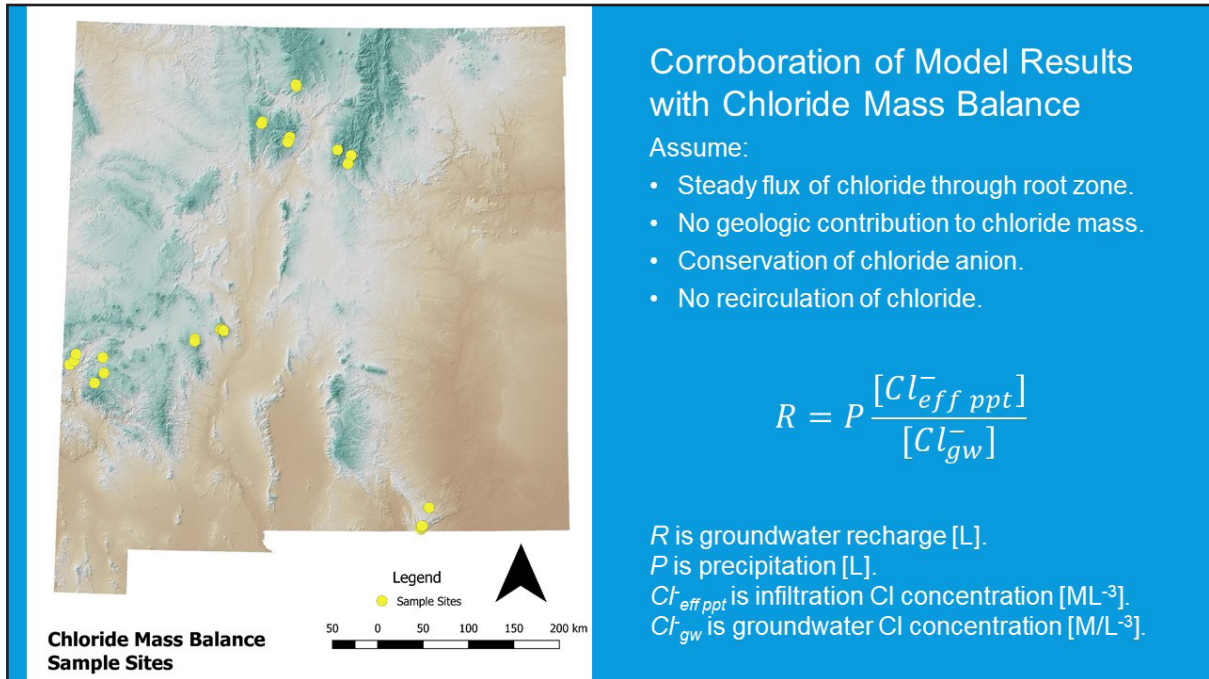 Corroboration of Model Results
with Chloride Mass Balance
Assume:
• Steady flux of chloride through root zone.
• No geologic contribution to chloride mass.
• Conservation of chloride anion.
• No recirculation of chloride.
R = P [Cl⁻eff ppt] / [Cl⁻gw]
R is groundwater recharge [L].
P is precipitation [L].
Cl⁻eff ppt is infiltration Cl concentration [ML⁻³].
Cl⁻gw is groundwater Cl concentration [M/L⁻³].
Legend
Sample Sites
50 0 50 100 150 200 km
Chloride Mass Balance
Sample Sites